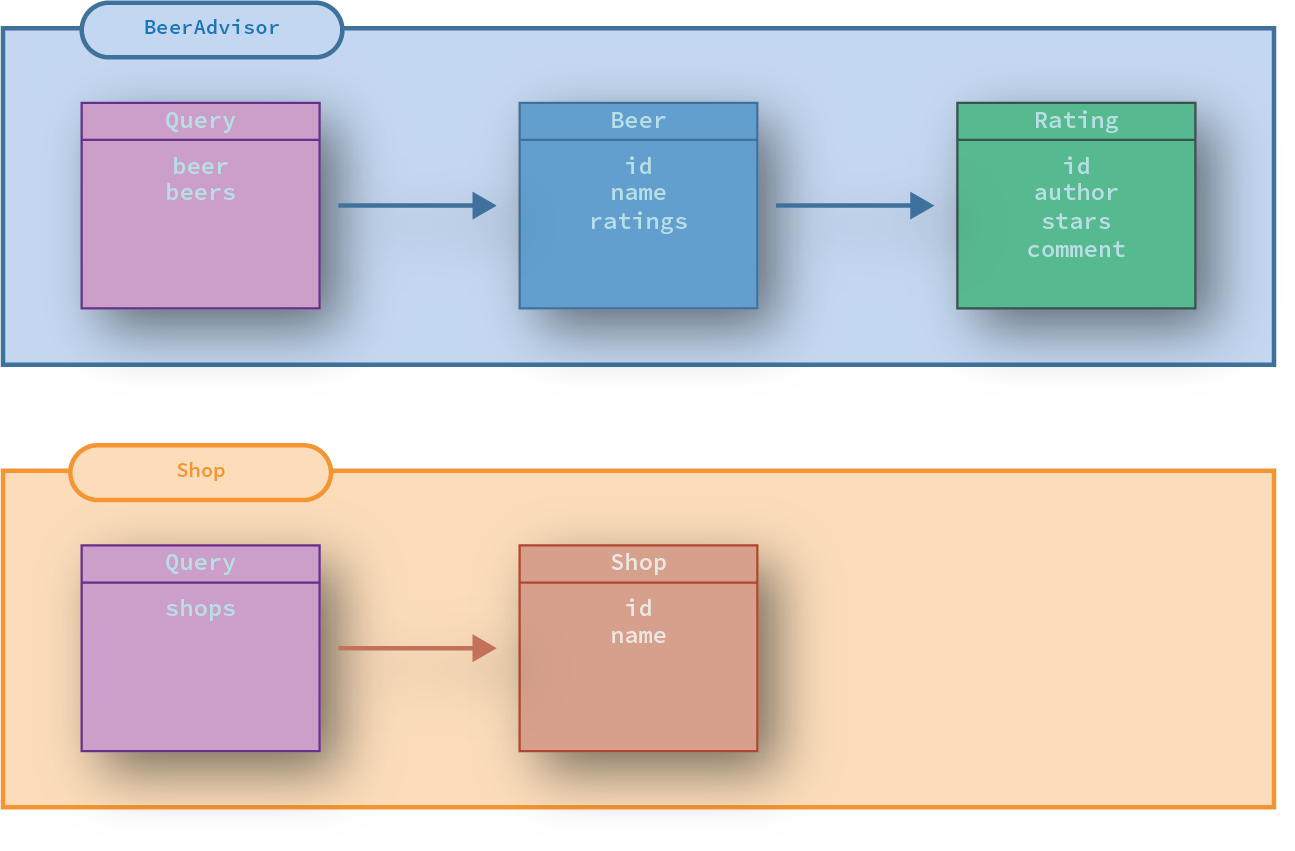 BeerAdvisor
Query
beer
beers
Beer
id
name
ratings
Rating
id
author
stars
comment
Shop
Query
shops
Shop
id
name